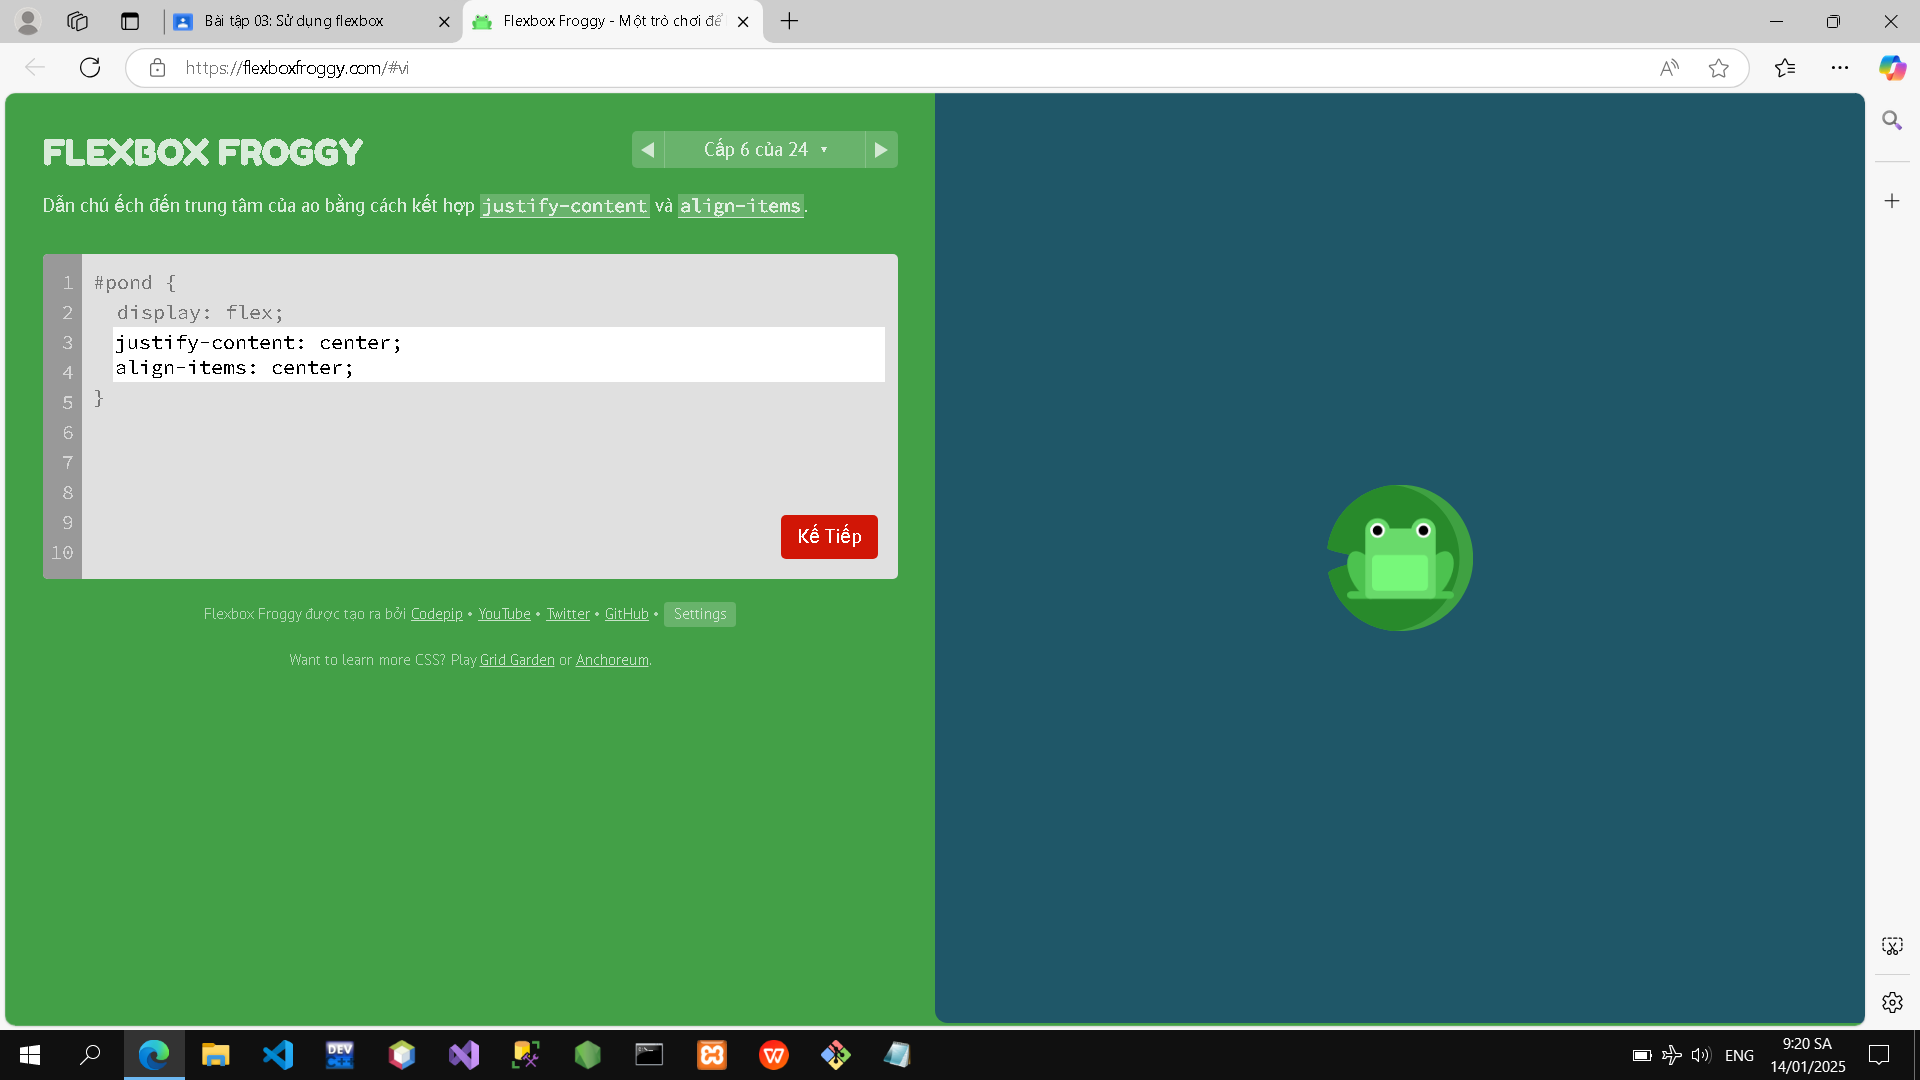 Bài tập 03: Sử dụng flexbox
Flexbox Froggy - Một trò chơi để
https://flexboxfroggy.com/#vi
FLEXBOX FROGGY
Cấp 6 của 24 ▼
Dẫn chú ếch đến trung tâm của ao bằng cách kết hợp justify-content và align-items.
1 #pond {
2 display: flex;
3 justify-content: center;
4 align-items: center;
5 }
6
7
8
9
10
Kế Tiếp
Flexbox Froggy được tạo ra bởi Codepip • YouTube • Twitter • GitHub • Settings
Want to learn more CSS? Play Grid Garden or Anchoreum.
DEV
C++
W
ENG
9:20 SA
14/01/2025